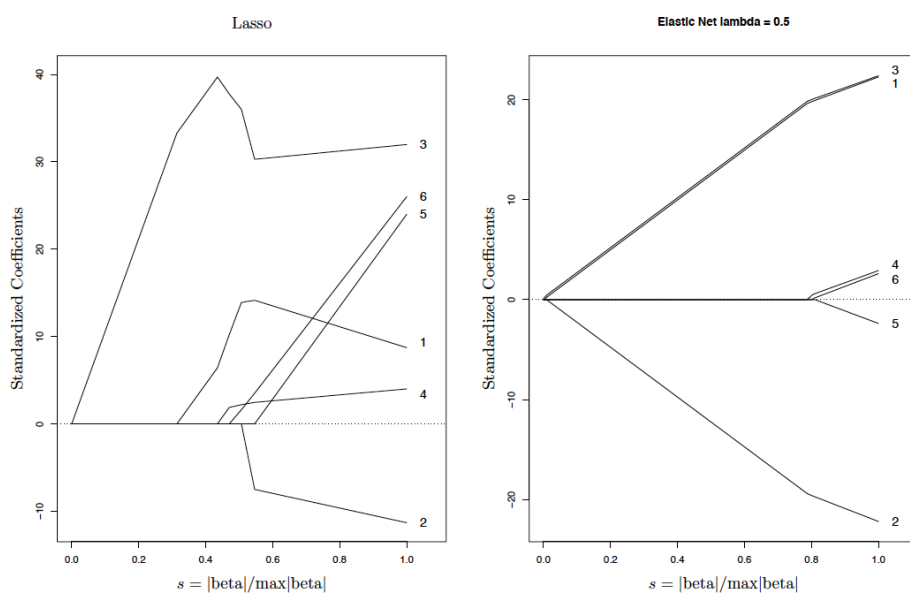 Lasso
Standardized Coefficients
40
30
20
10
0
−10
3
6
5
1
4
2
0.0 0.2 0.4 0.6 0.8 1.0
s = |beta|/max|beta|
Elastic Net lambda = 0.5
Standardized Coefficients
20
10
0
−10
−20
3
1
4
6
5
2
0.0 0.2 0.4 0.6 0.8 1.0
s = |beta|/max|beta|